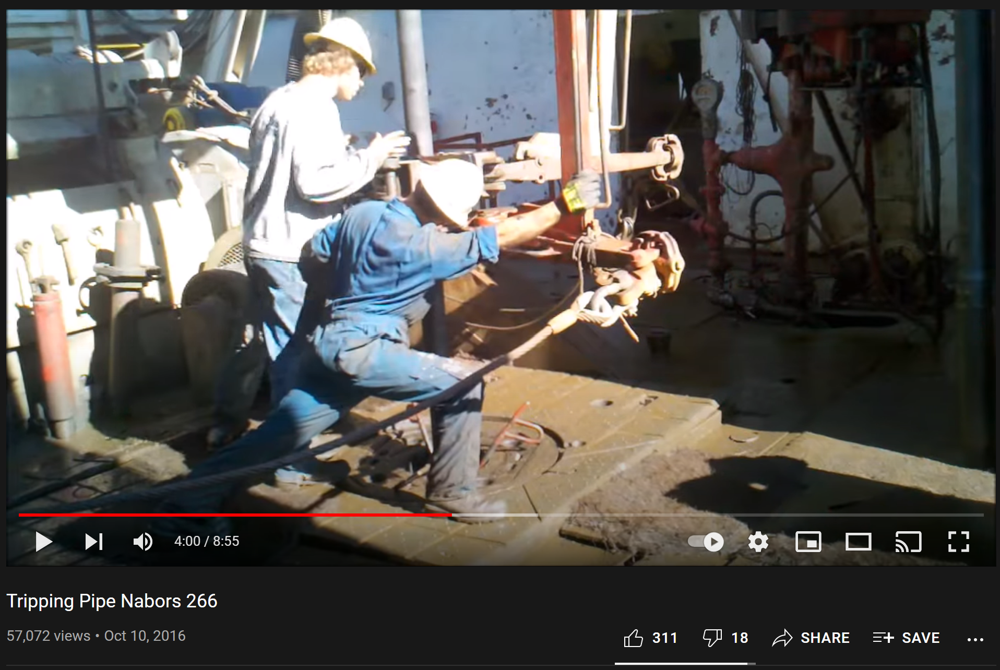 4:00 / 8:55
Tripping Pipe Nabors 266
57,072 views • Oct 10, 2016
311
18
SHARE
SAVE